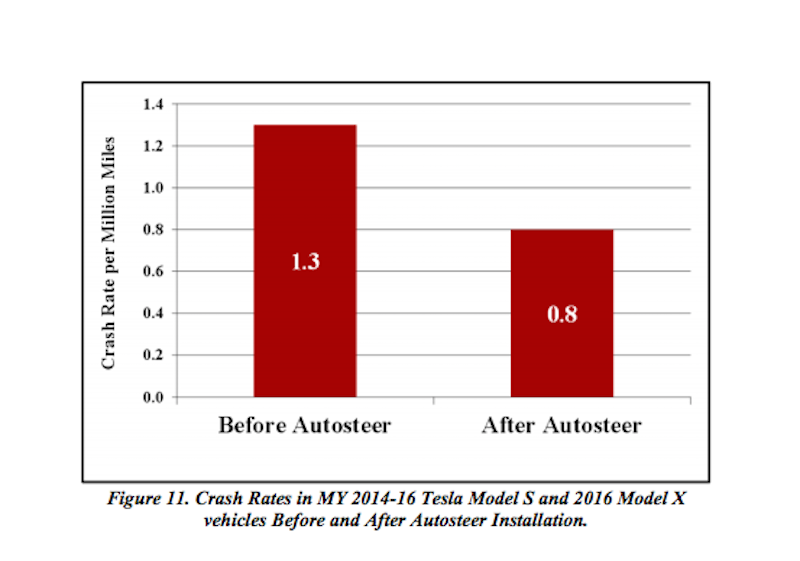 1.4
1.2
1.0
0.8
0.6
0.4
0.2
0.0
Crash Rate per Million Miles
1.3
0.8
Before Autosteer
After Autosteer
Figure 11. Crash Rates in MY 2014-16 Tesla Model S and 2016 Model X
vehicles Before and After Autosteer Installation.